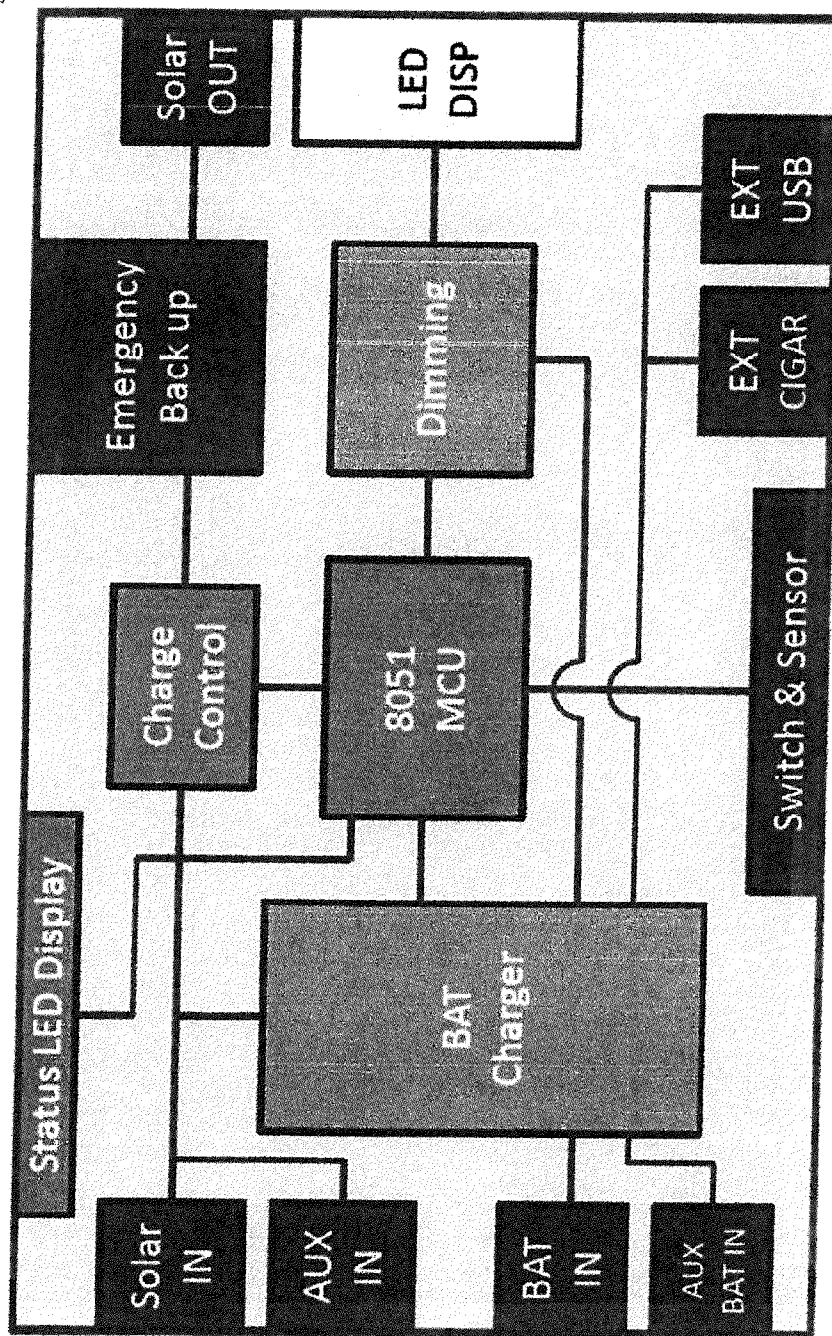 Status LED Display
Solar
IN
AUX
IN
BAT
IN
AUX
BAT IN
BAT
Charger
Charge
Control
8051
MCU
Switch & Sensor
Emergency
Back up
Dimming
Solar
OUT
LED
DISP
EXT
CIGAR
EXT
USB